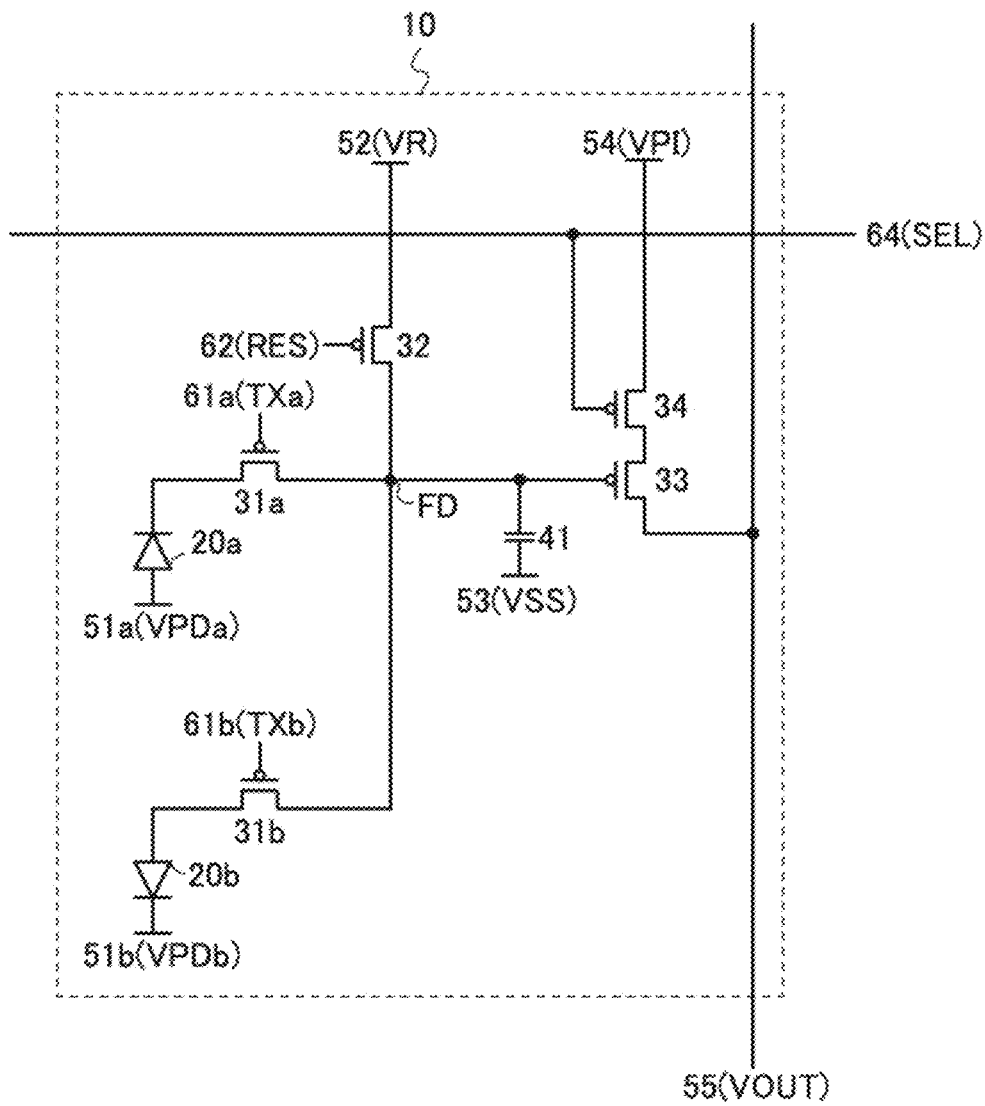 10
52(VR)
54(VPI)
64(SEL)
62(RES)
32
61a(TXa)
34
31a
FD
33
20a
41
53(VSS)
51a(VPDa)
61b(TXb)
31b
20b
51b(VPDb)
55(VOUT)